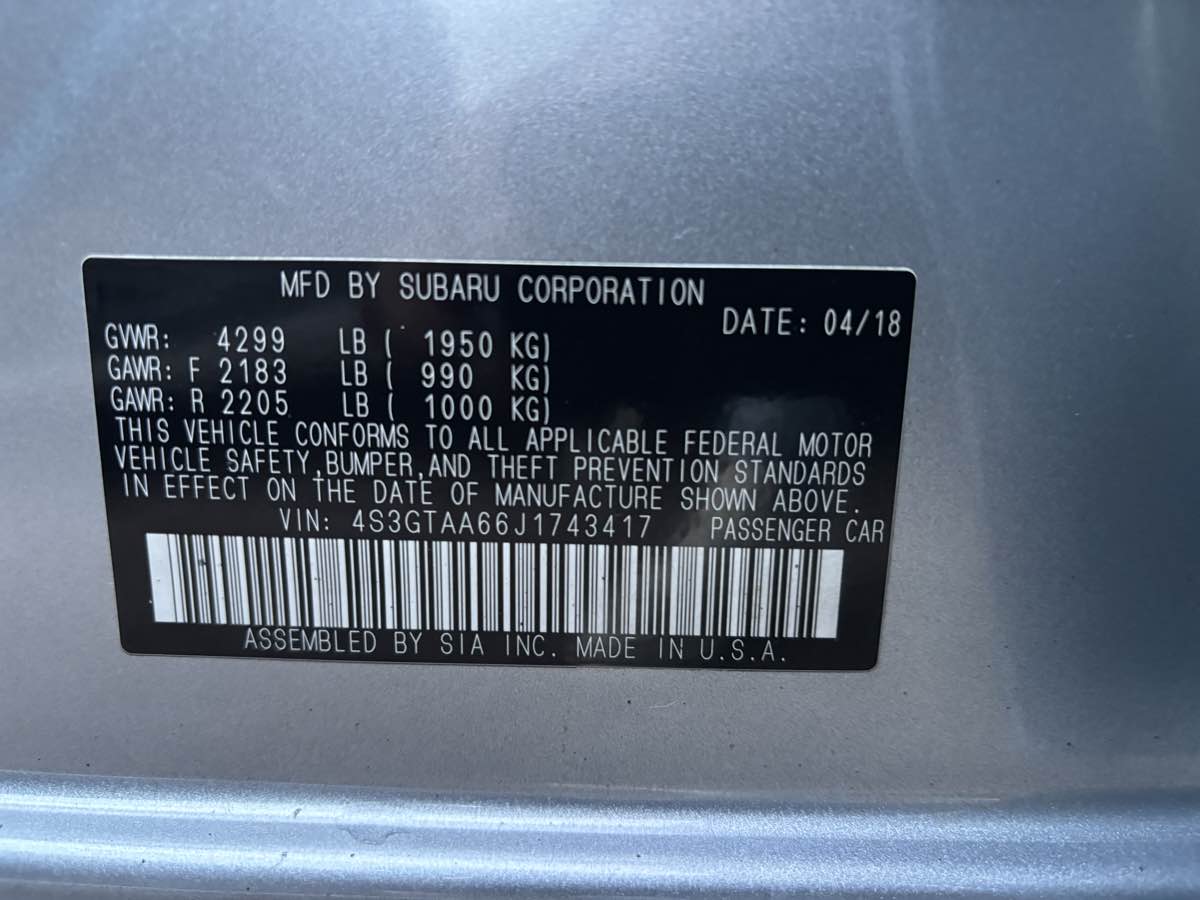 MFD BY SUBARU CORPORATION
DATE: 04/18
GVWR: 4299 LB ( 1950 KG)
GAWR: F 2183 LB ( 990 KG)
GAWR: R 2205 LB ( 1000 KG)
THIS VEHICLE CONFORMS TO ALL APPLICABLE FEDERAL MOTOR
VEHICLE SAFETY,BUMPER,AND THEFT PREVENTION STANDARDS
IN EFFECT ON THE DATE OF MANUFACTURE SHOWN ABOVE.
VIN: 4S3GTAA66J1743417 PASSENGER CAR
ASSEMBLED BY SIA INC. MADE IN U.S.A.